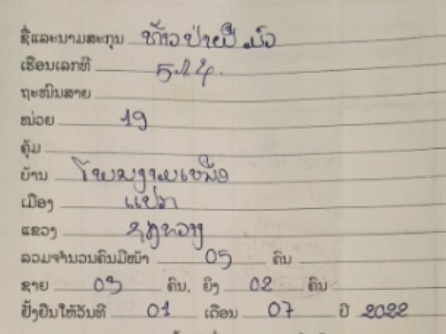 ຊື່ແລະນາມສະກຸນ ທ້າວ ປ່າເຢີ ມົວ
ເຮືອນເລກທີ
ຖະໜົນສາຍ
ໜ່ວຍ 19
ຄຸ້ມ
ບ້ານ ໂພນງາມເໜືອ
ເມືອງ ແປກ
ແຂວງ ຊຽງຂວາງ
ລວມຈຳນວນຄົນມີໜ້າ 05 ຄົນ
ຊາຍ 03 ຄົນ, ຍິງ 02 ຄົນ
ຢັ້ງຢືນໃຫ້ວັນທີ 01 ເດືອນ 07 ປີ 2022